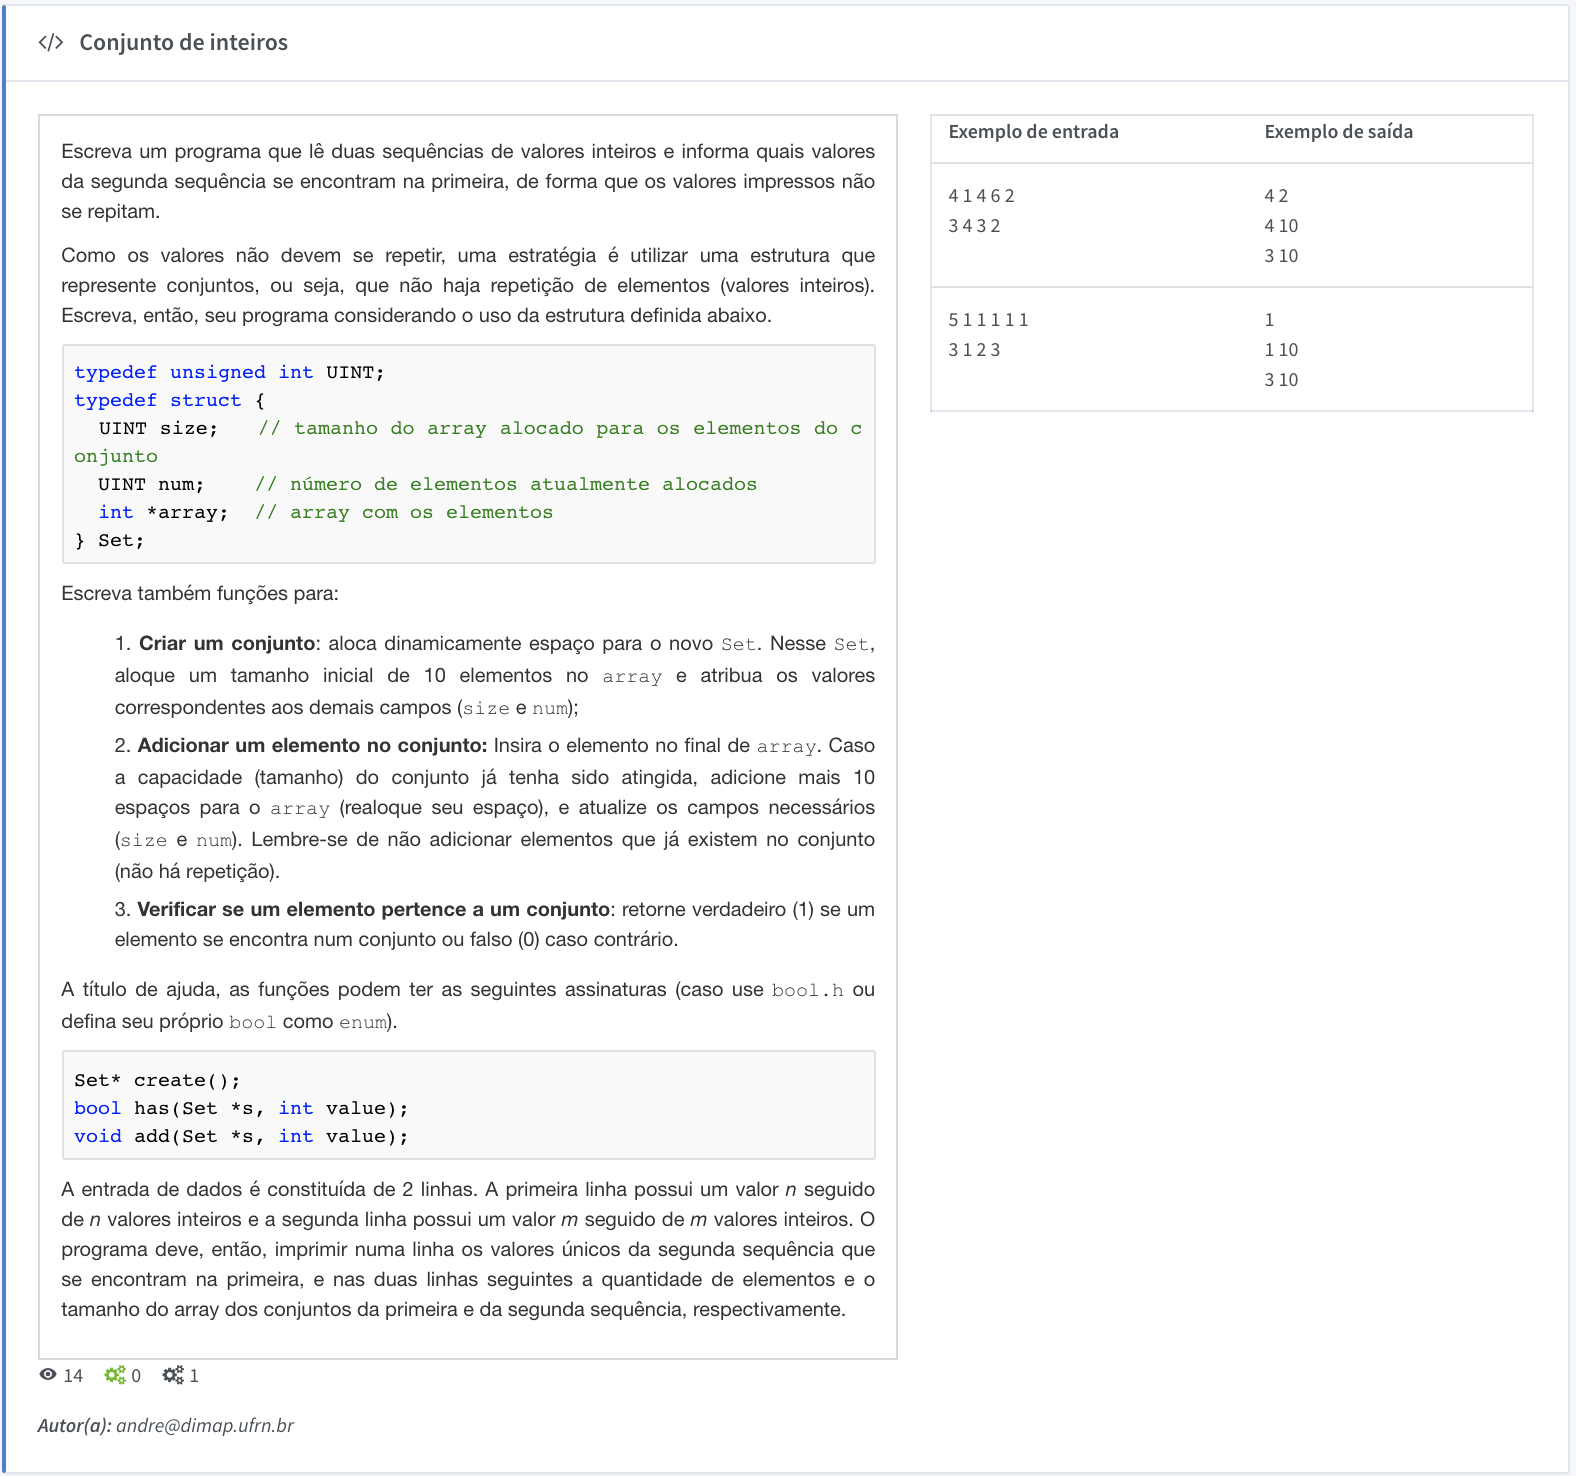 </> Conjunto de inteiros
Escreva um programa que lê duas sequências de valores inteiros e informa quais valores
da segunda sequência se encontram na primeira, de forma que os valores impressos não
se repitam.
Como os valores não devem se repetir, uma estratégia é utilizar uma estrutura que
represente conjuntos, ou seja, que não haja repetição de elementos (valores inteiros).
Escreva, então, seu programa considerando o uso da estrutura definida abaixo.
typedef unsigned int UINT;
typedef struct {
  UINT size;   // tamanho do array alocado para os elementos do c
onjunto
  UINT num;    // número de elementos atualmente alocados
  int *array;  // array com os elementos
} Set;
Escreva também funções para:
1. Criar um conjunto: aloca dinamicamente espaço para o novo Set. Nesse Set,
aloque um tamanho inicial de 10 elementos no array e atribua os valores
correspondentes aos demais campos (size e num);
2. Adicionar um elemento no conjunto: Insira o elemento no final de array. Caso
a capacidade (tamanho) do conjunto já tenha sido atingida, adicione mais 10
espaços para o array (realoque seu espaço), e atualize os campos necessários
(size e num). Lembre-se de não adicionar elementos que já existem no conjunto
(não há repetição).
3. Verificar se um elemento pertence a um conjunto: retorne verdadeiro (1) se um
elemento se encontra num conjunto ou falso (0) caso contrário.
A título de ajuda, as funções podem ter as seguintes assinaturas (caso use bool.h ou
defina seu próprio bool como enum).
Set* create();
bool has(Set *s, int value);
void add(Set *s, int value);
A entrada de dados é constituída de 2 linhas. A primeira linha possui um valor n seguido
de n valores inteiros e a segunda linha possui um valor m seguido de m valores inteiros. O
programa deve, então, imprimir numa linha os valores únicos da segunda sequência que
se encontram na primeira, e nas duas linhas seguintes a quantidade de elementos e o
tamanho do array dos conjuntos da primeira e da segunda sequência, respectivamente.
14 0 1
Autor(a): andre@dimap.ufrn.br
Exemplo de entrada Exemplo de saída
4 1 4 6 2 4 2
3 4 3 2 4 10
3 10
5 1 1 1 1 1 1
3 1 2 3 1 10
3 10